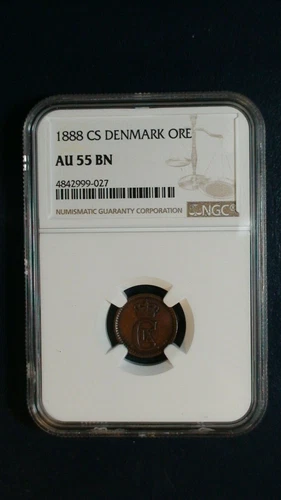 1888 CS DENMARK ORE
AU 55 BN
4842999-027
NUMISMATIC GUARANTY CORPORATION NGC®